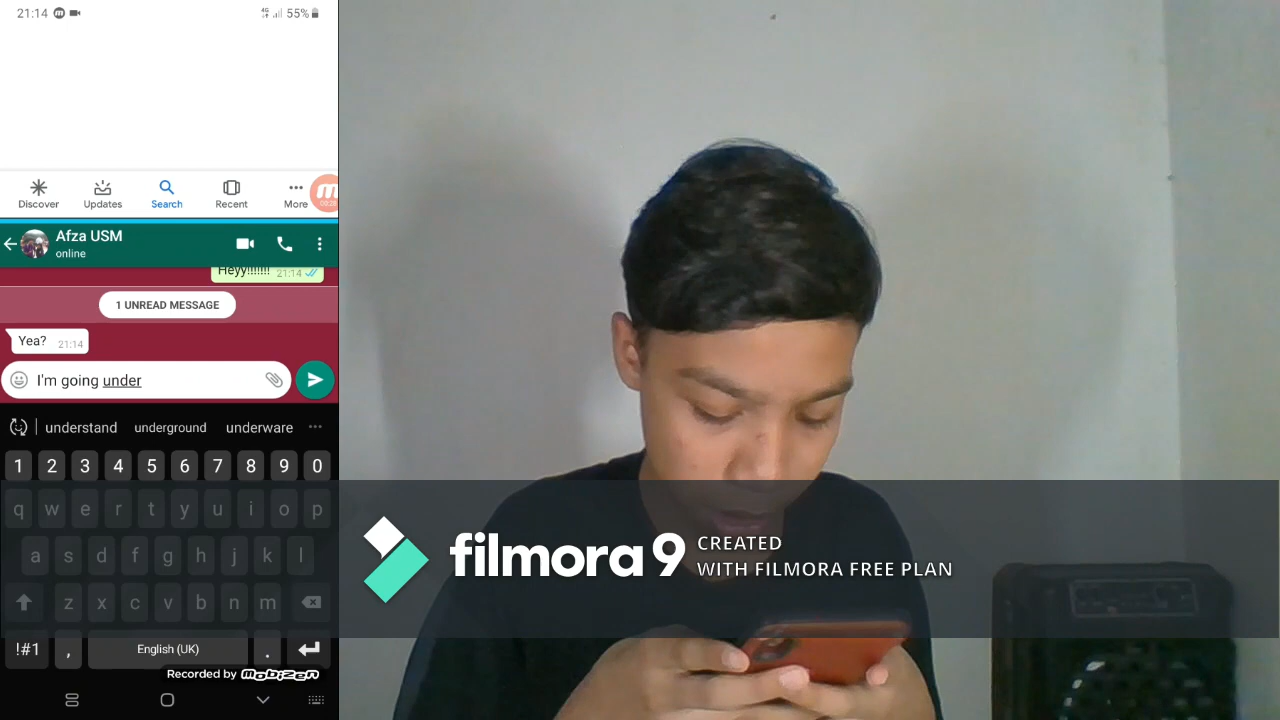 21:14 4G 55%
Discover Updates Search Recent More
Afza USM
online
Heyy!!!!!!! 21:14
1 UNREAD MESSAGE
Yea? 21:14
I'm going under
understand underground underware ...
1 2 3 4 5 6 7 8 9 0
q w e r t y u i o p
a s d f g h j k l
z x c v b n m
!#1 , English (UK) .
Recorded by mobizen
filmora 9 CREATED
WITH FILMORA FREE PLAN